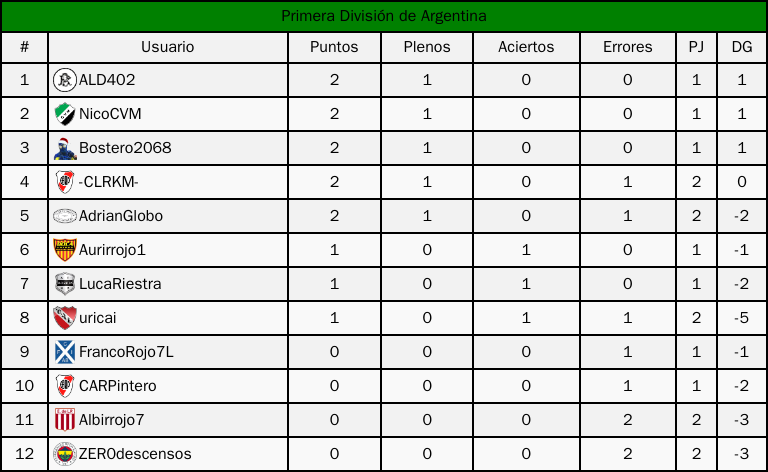 Primera División de Argentina
# Usuario Puntos Plenos Aciertos Errores PJ DG
1 ALD402 2 1 0 0 1 1
2 NicoCVM 2 1 0 0 1 1
3 Bostero2068 2 1 0 0 1 1
4 -CLRKM- 2 1 0 1 2 0
5 AdrianGlobo 2 1 0 1 2 -2
6 Aurirrojo1 1 0 1 0 1 -1
7 LucaRiestra 1 0 1 0 1 -2
8 uricai 1 0 1 1 2 -5
9 FrancoRojo7L 0 0 0 1 1 -1
10 CARPintero 0 0 0 1 1 -2
11 Albirrojo7 0 0 0 2 2 -3
12 ZER0descensos 0 0 0 2 2 -3